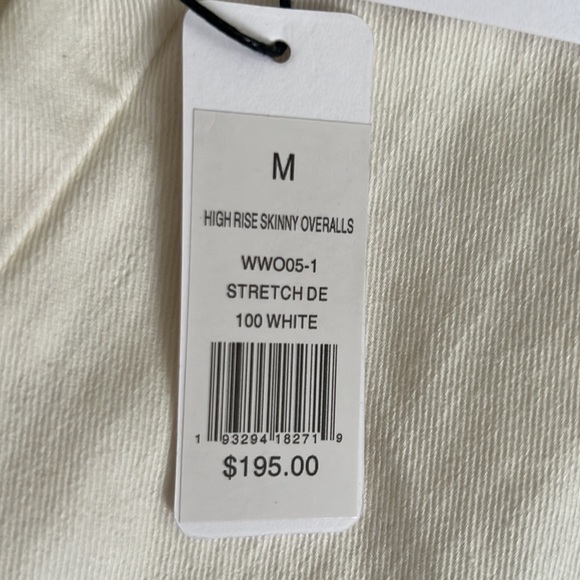 M
HIGH RISE SKINNY OVERALLS
WWO05-1
STRETCH DE
100 WHITE
1 93294 18271 9
$195.00